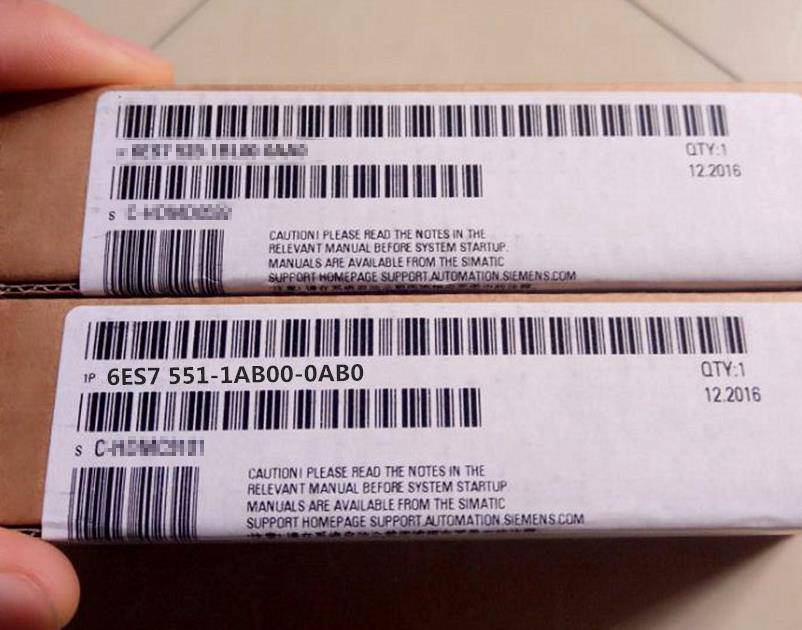 QTY:1
12.2016
S
CAUTION! PLEASE READ THE NOTES IN THE
RELEVANT MANUAL BEFORE SYSTEM STARTUP.
MANUALS ARE AVAILABLE FROM THE SIMATIC
SUPPORT HOMEPAGE SUPPORT.AUTOMATION.SIEMENS.COM
1P 6ES7 551-1AB00-0AB0
QTY:1
12.2016
S
CAUTION! PLEASE READ THE NOTES IN THE
RELEVANT MANUAL BEFORE SYSTEM STARTUP
MANUALS ARE AVAILABLE FROM THE SIMATIC
SUPPORT HOMEPAGE SUPPORT.AUTOMATION.SIEMENS.COM